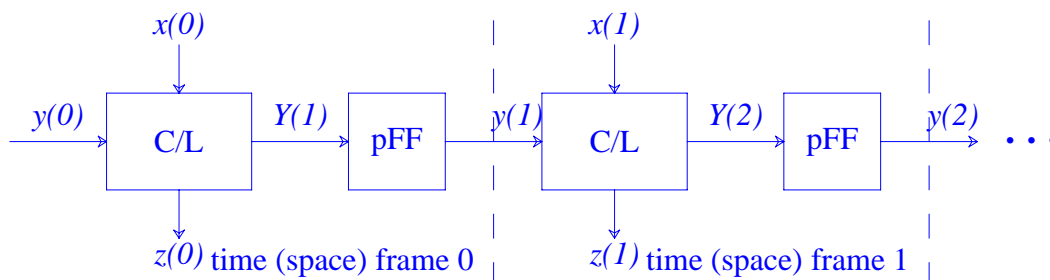 x(0) x(1)
y(0) Y(1) y(1) Y(2) y(2)
C/L pFF C/L pFF . . .
z(0) time (space) frame 0 z(1) time (space) frame 1